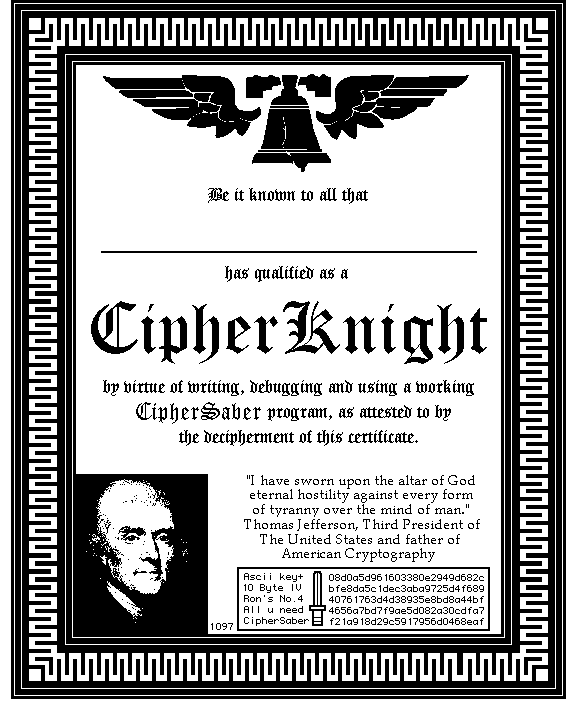 Be it known to all that
has qualified as a
CipherKnight
by virtue of writing, debugging and using a working
CipherSaber program, as attested to by
the decipherment of this certificate.
"I have sworn upon the altar of God
eternal hostility against every form
of tyranny over the mind of man."
Thomas Jefferson, Third President of
The United States and father of
American Cryptography
Ascii key+ 08d0a5d961603380e2949d682c
10 Byte IV bfe8da5c1dec3aba9725d4f689
Ron's No.4 40761763d4d38935e8bd8a44bf
All u need 4656a7bd7f9ae5d082a30cdfa7
CipherSaber f21a918d29c5917956d0468eaf
1097